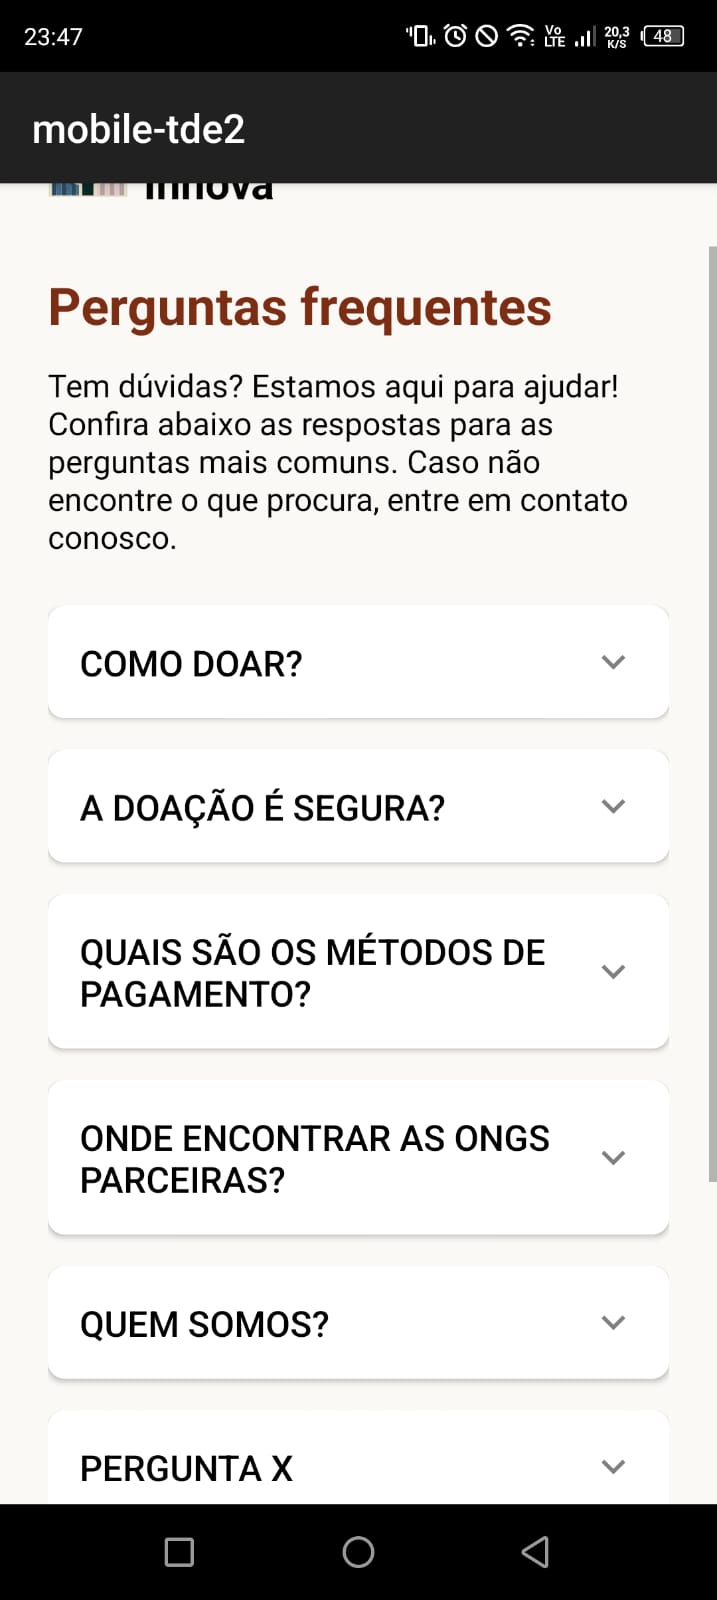 23:47
Vo
LTE
20,3
K/S
48
mobile-tde2
innova
Perguntas frequentes
Tem dúvidas? Estamos aqui para ajudar!
Confira abaixo as respostas para as
perguntas mais comuns. Caso não
encontre o que procura, entre em contato
conosco.
COMO DOAR?
A DOAÇÃO É SEGURA?
QUAIS SÃO OS MÉTODOS DE
PAGAMENTO?
ONDE ENCONTRAR AS ONGS
PARCEIRAS?
QUEM SOMOS?
PERGUNTA X